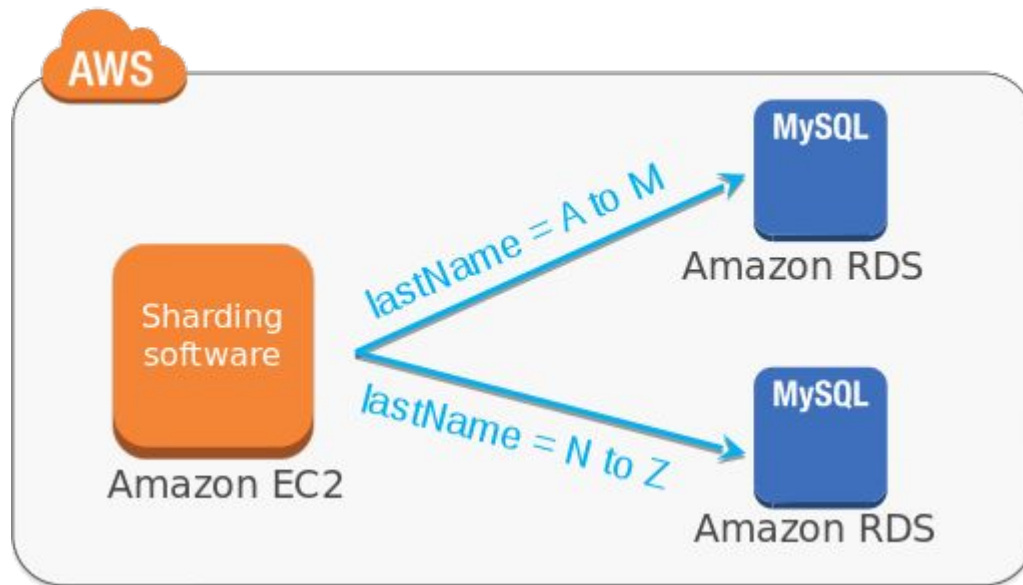 AWS
MySQL
lastName = A to M
Amazon RDS
Sharding
software
lastName = N to Z
MySQL
Amazon EC2
Amazon RDS